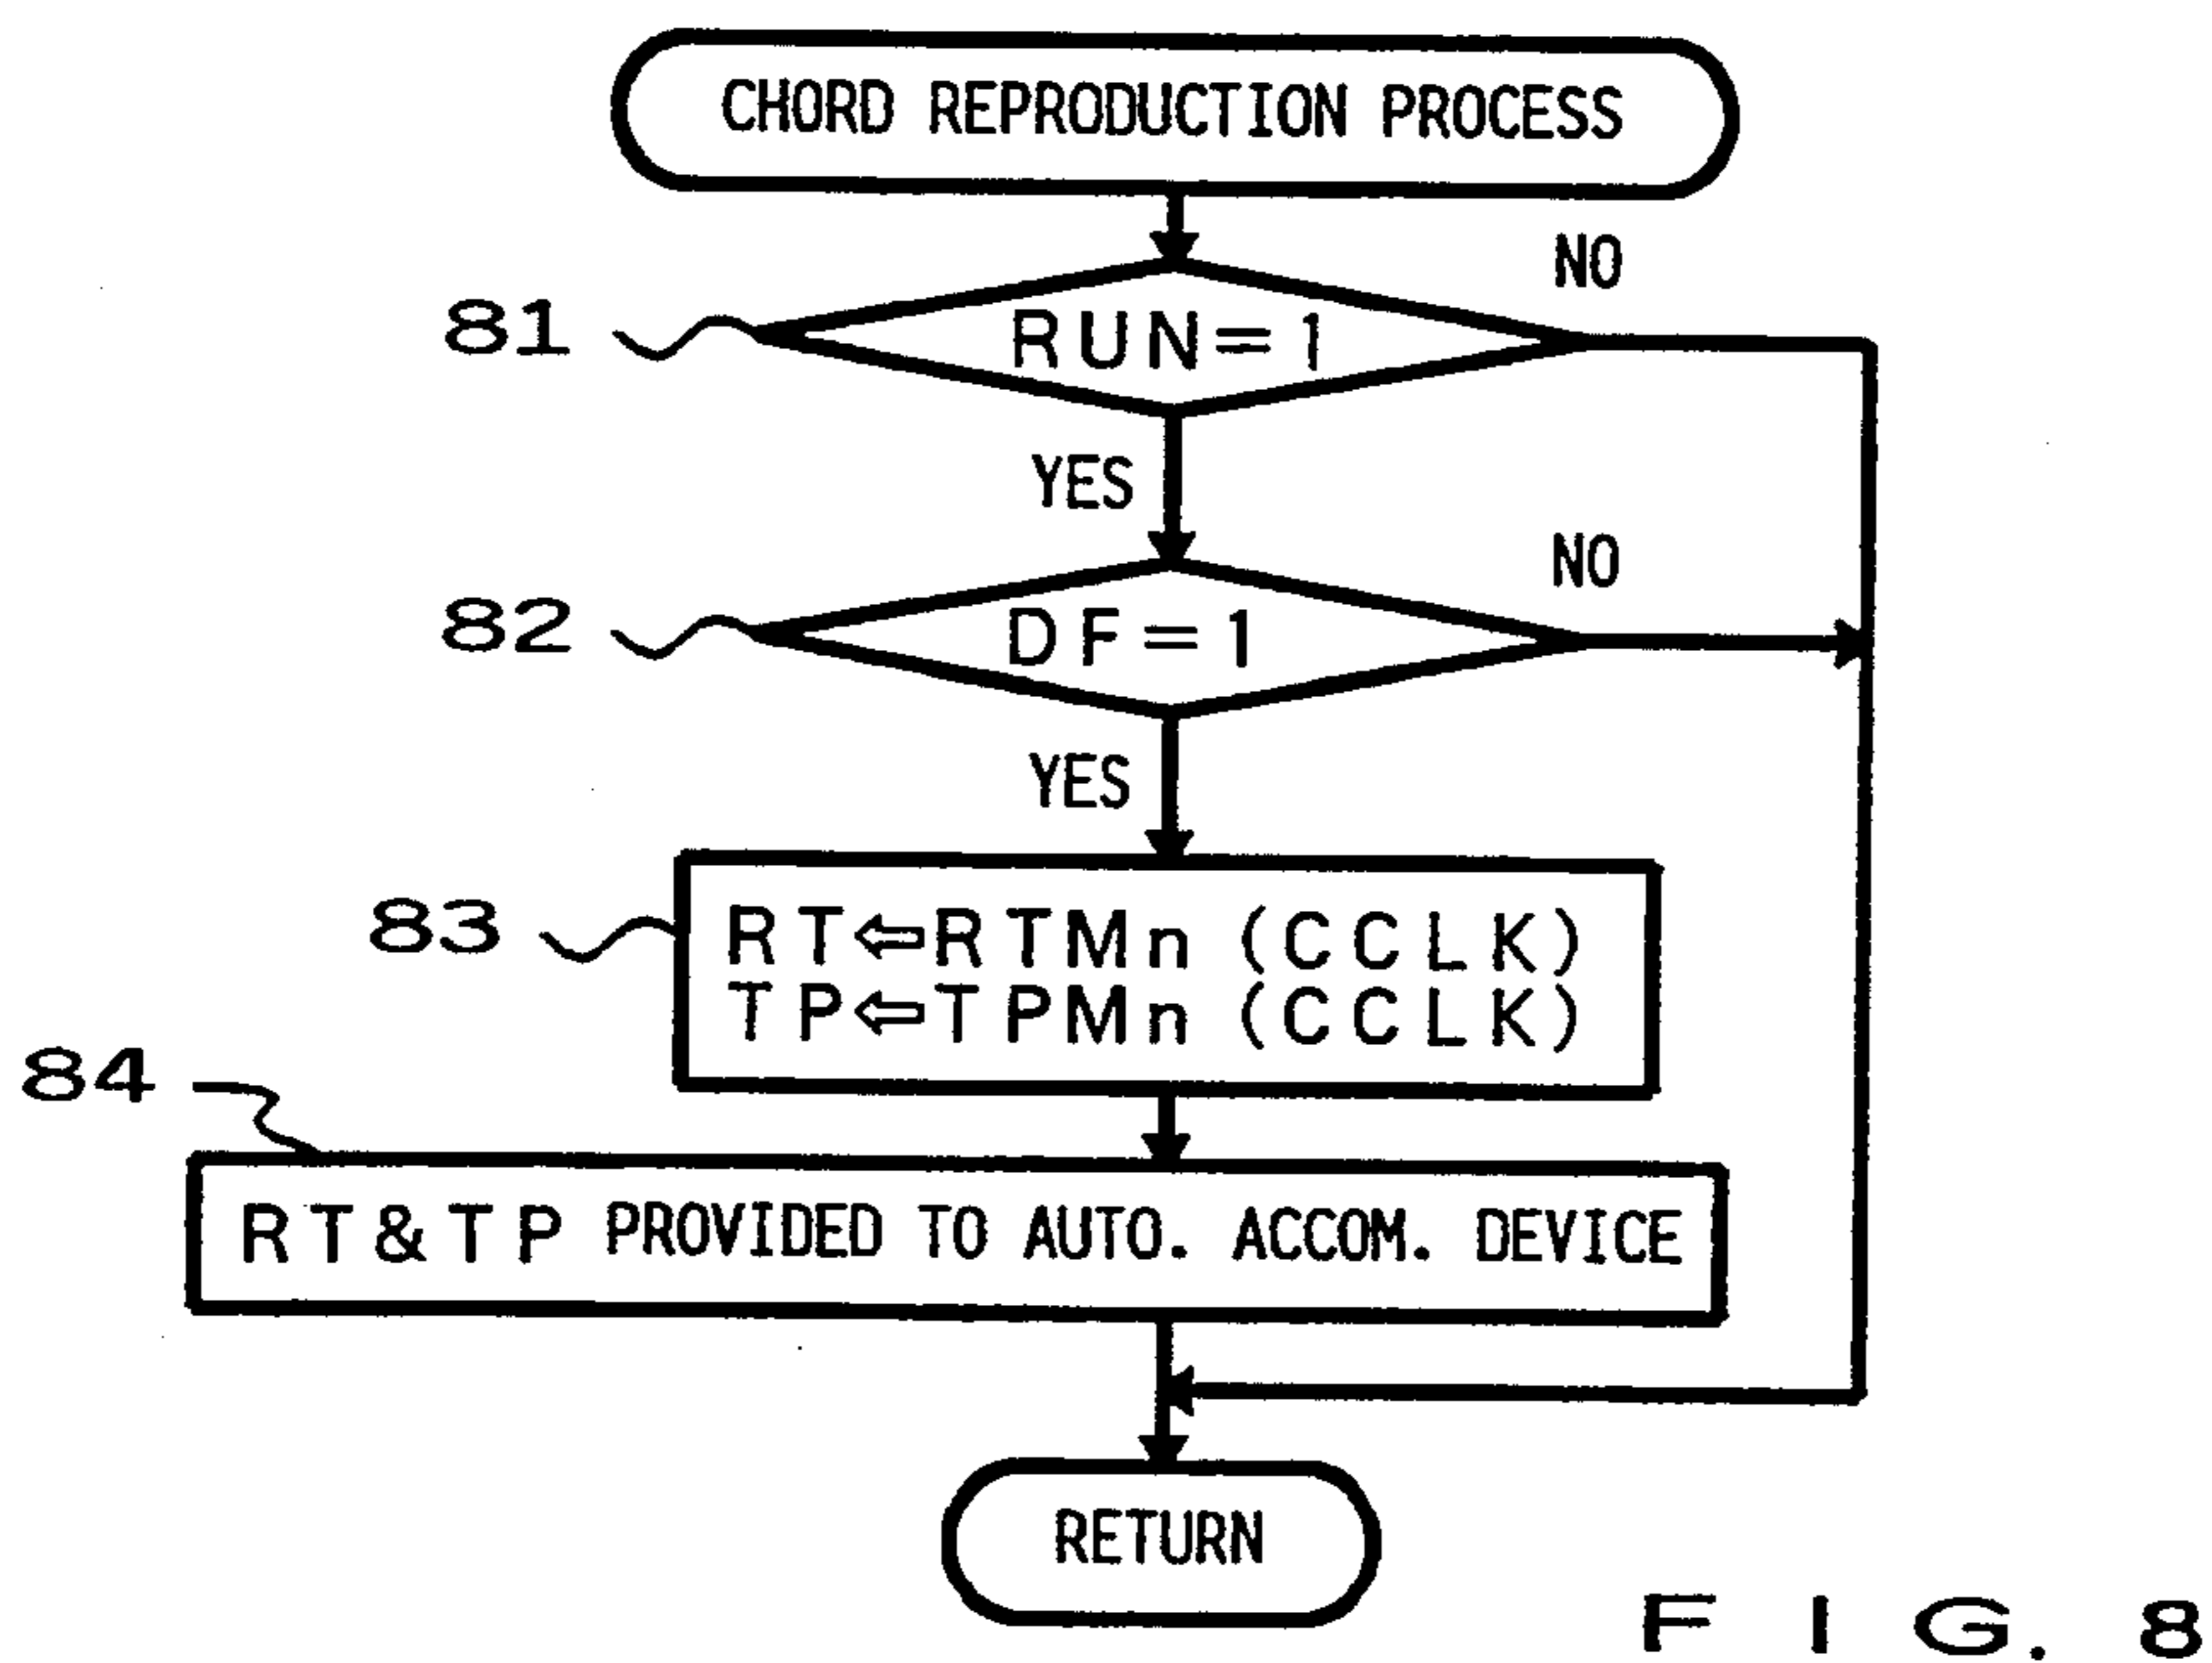 CHORD REPRODUCTION PROCESS
NO
81
RUN=1
YES
NO
82
DF=1
YES
83
RT⇦RTMn (CCLK)
TP⇦TPMn (CCLK)
84
RT&TP PROVIDED TO AUTO. ACCOM. DEVICE
RETURN
FIG. 8